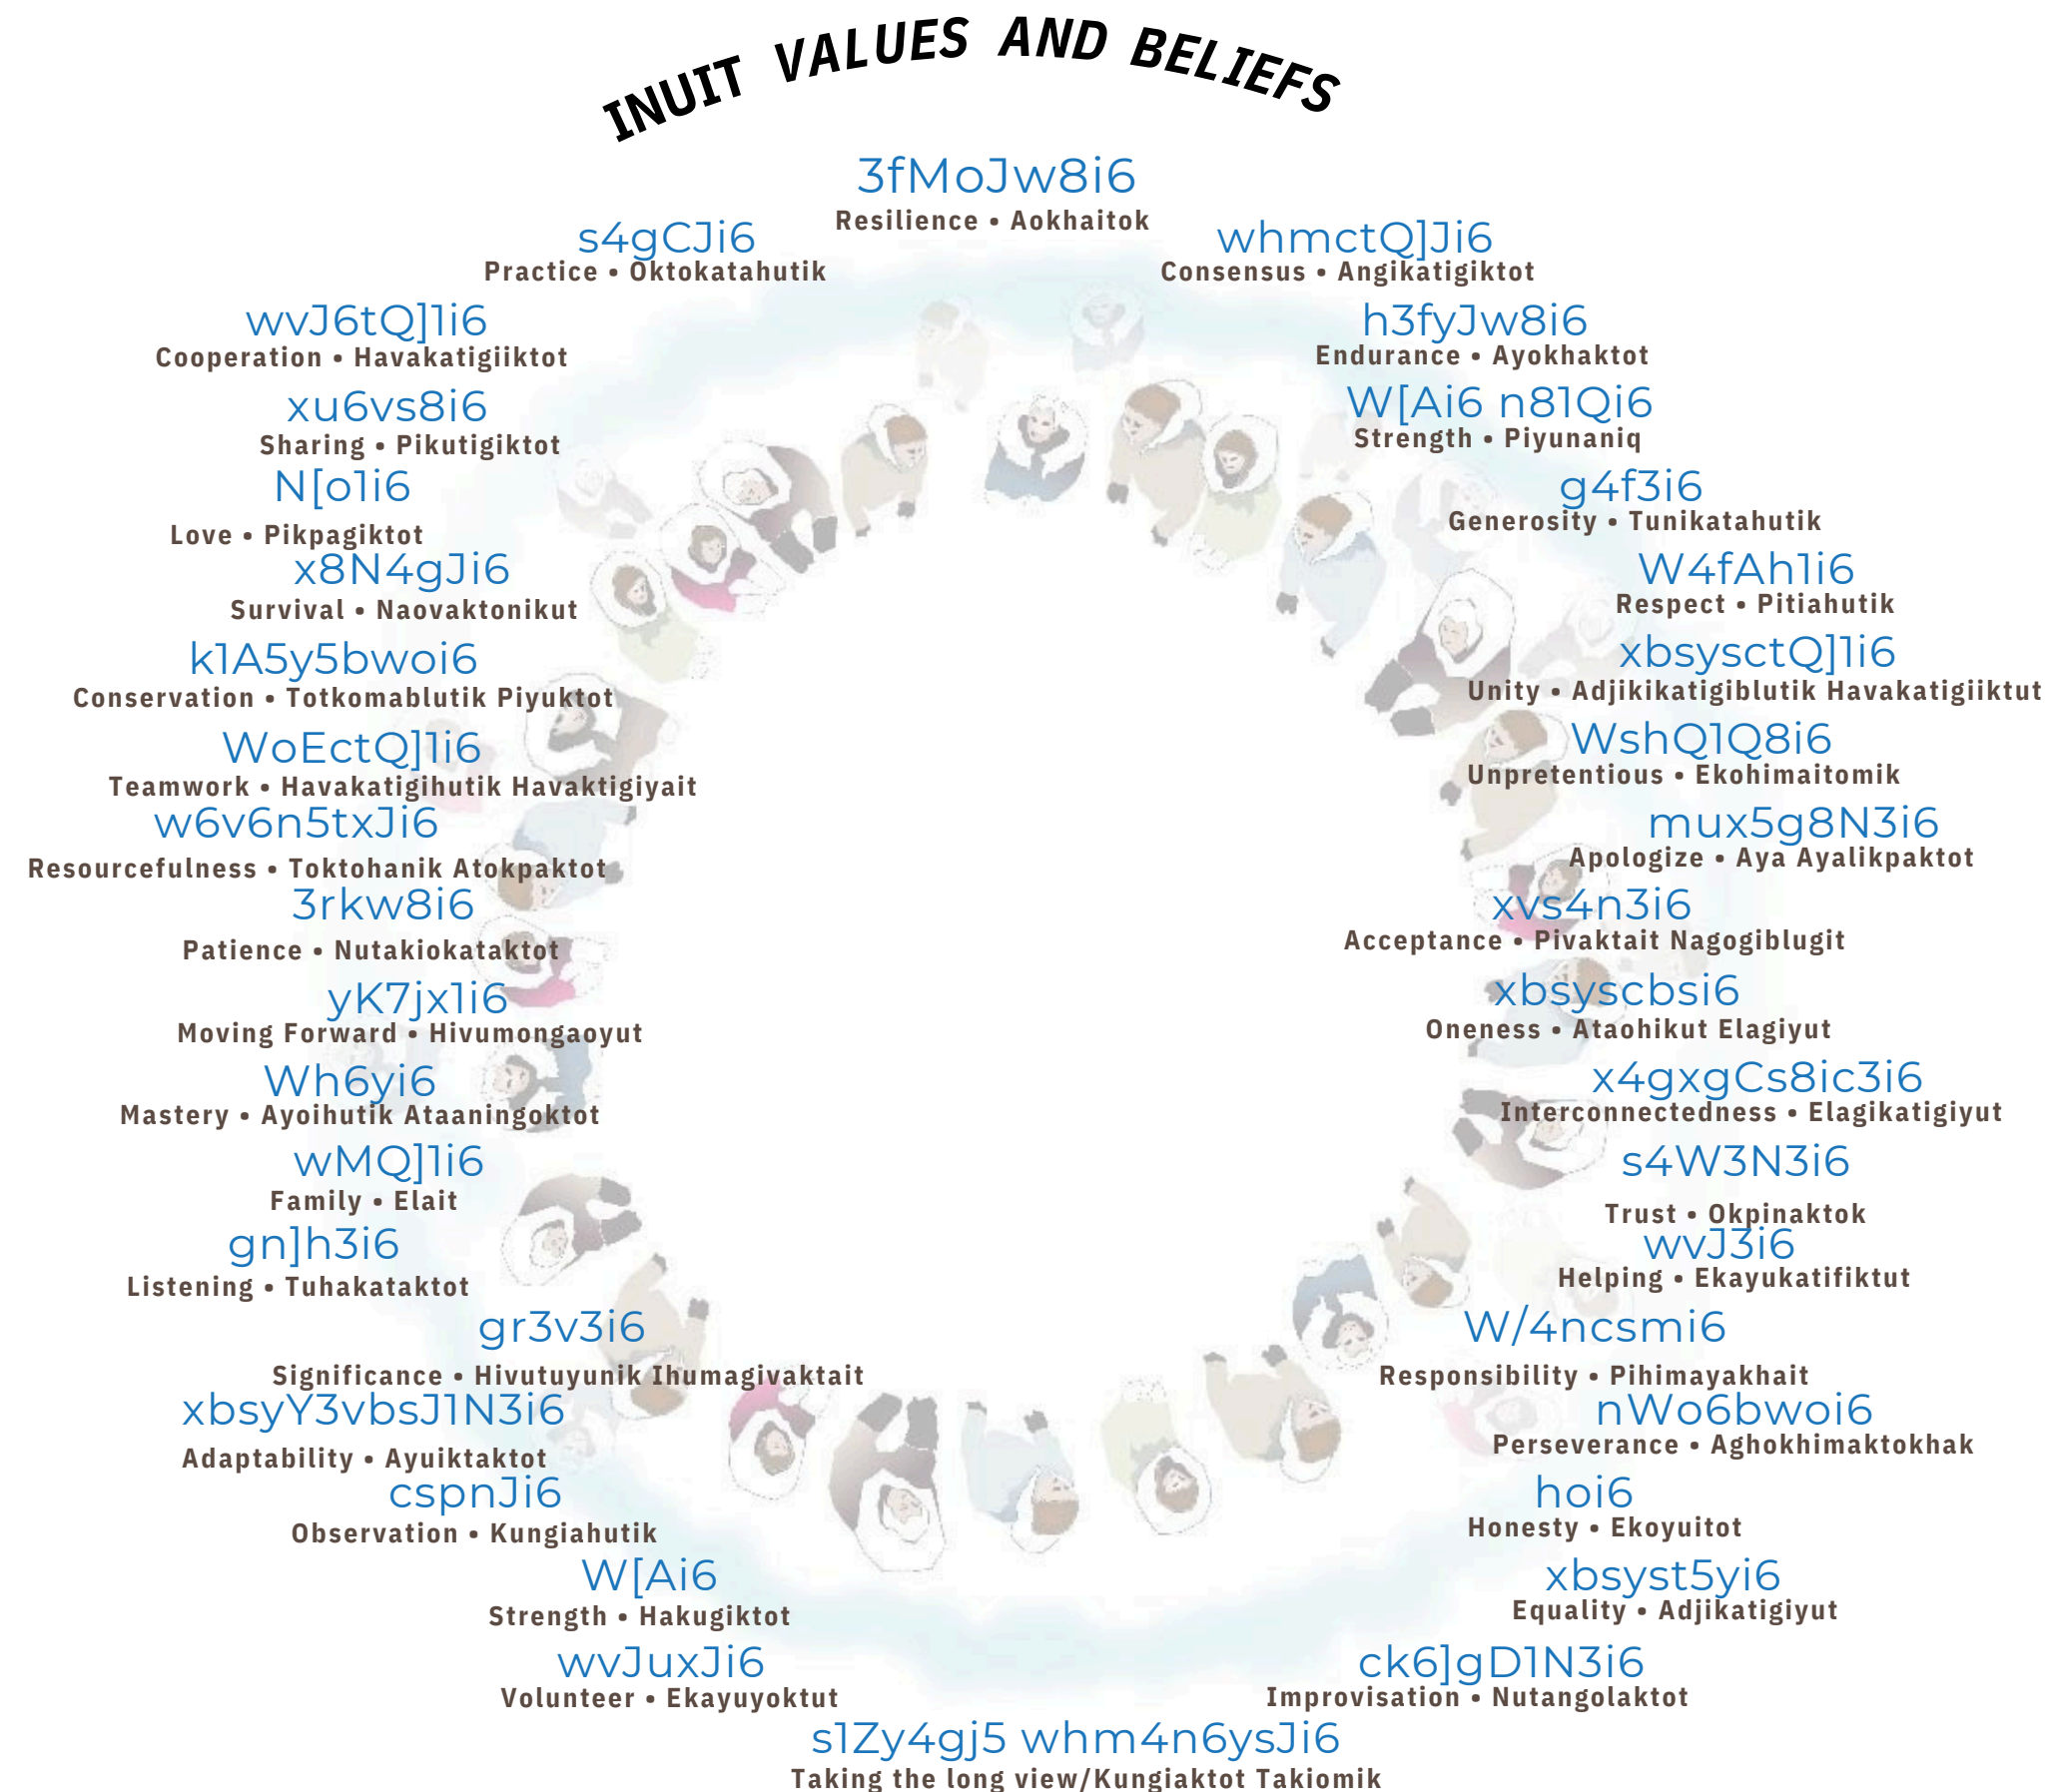 INUIT VALUES AND BELIEFS
3fMoJw8i6
Resilience • Aokhaitok
s4gCJi6
Practice • Oktokatahutik
wvJ6tQ]1i6
Cooperation • Havakatigiiktot
xu6vs8i6
Sharing • Pikutigiktot
N[o1i6
Love • Pikpagiktot
x8N4gJi6
Survival • Naovaktonikut
k1A5y5bwoi6
Conservation • Totkomablutik Piyuktot
WoEctQ]1i6
Teamwork • Havakatigihutik Havaktigiyait
w6v6n5txJi6
Resourcefulness • Toktohanik Atokpaktot
3rkw8i6
Patience • Nutakiokataktot
yK7jx1i6
Moving Forward • Hivumongaoyut
Wh6yi6
Mastery • Ayoihutik Ataaningoktot
wMQ]1i6
Family • Elait
gn]h3i6
Listening • Tuhakataktot
gr3v3i6
Significance • Hivutuyunik Ihumagivaktait
xbsyY3vbsJ1N3i6
Adaptability • Ayuiktaktot
cspnJi6
Observation • Kungiahutik
W[Ai6
Strength • Hakugiktot
wvJuxJi6
Volunteer • Ekayuyoktut
whmctQ]Ji6
Consensus • Angikatigiktot
h3fyJw8i6
Endurance • Ayokhaktot
W[Ai6 n81Qi6
Strength • Piyunaniq
g4f3i6
Generosity • Tunikatahutik
W4fAh1i6
Respect • Pitiahutik
xbsysctQ]1i6
Unity • Adjikikatigiblutik Havakatigiiktut
WshQ1Q8i6
Unpretentious • Ekohimaitomik
mux5g8N3i6
Apologize • Aya Ayalikpaktot
xvs4n3i6
Acceptance • Pivaktait Nagogiblugit
xbsyscbsi6
Oneness • Ataohikut Elagiyut
x4gxgCs8ic3i6
Interconnectedness • Elagikatigiyut
s4W3N3i6
Trust • Okpinaktok
wvJ3i6
Helping • Ekayukatifiktut
W/4ncsmi6
Responsibility • Pihimayakhait
nWo6bwoi6
Perseverance • Aghokhimaktokhak
hoi6
Honesty • Ekoyuitot
xbsyst5yi6
Equality • Adjikatigiyut
ck6]gD1N3i6
Improvisation • Nutangolaktot
s1Zy4gj5 whm4n6ysJi6
Taking the long view/Kungiaktot Takiomik